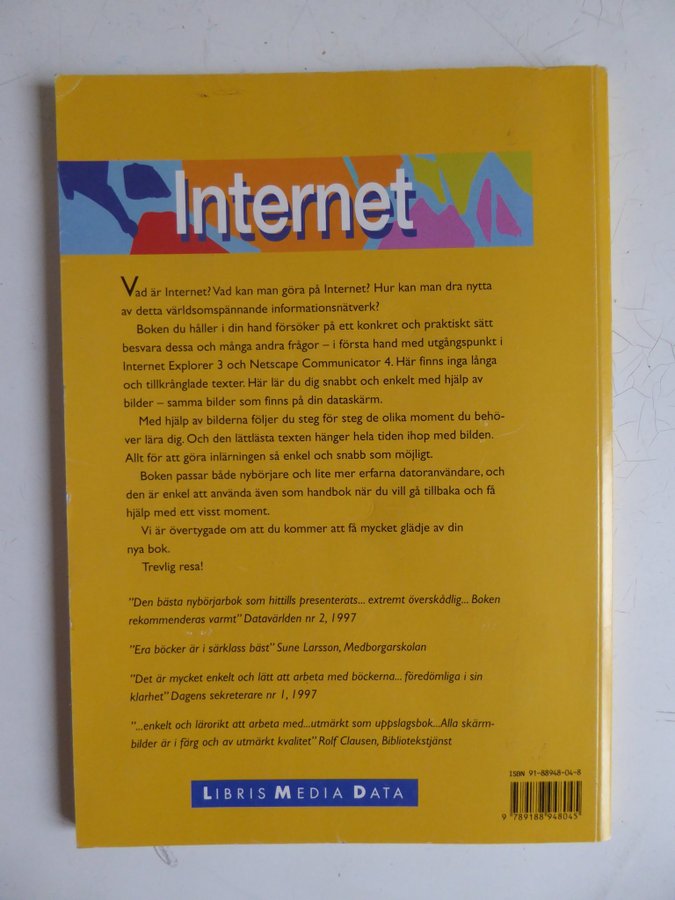 Internet
Vad är Internet? Vad kan man göra på Internet? Hur kan man dra nytta
av detta världsomspännande informationsnätverk?
Boken du håller i din hand försöker på ett konkret och praktiskt sätt
besvara dessa och många andra frågor – i första hand med utgångspunkt i
Internet Explorer 3 och Netscape Communicator 4. Här finns inga långa
och tillkrånglade texter. Här lär du dig snabbt och enkelt med hjälp av
bilder – samma bilder som finns på din dataskärm.
Med hjälp av bilderna följer du steg för steg de olika moment du behö-
ver lära dig. Och den lättlästa texten hänger hela tiden ihop med bilden.
Allt för att göra inlärningen så enkel och snabb som möjligt.
Boken passar både nybörjare och lite mer erfarna datoranvändare, och
den är enkel att använda även som handbok när du vill gå tillbaka och få
hjälp med ett visst moment.
Vi är övertygade om att du kommer att få mycket glädje av din
nya bok.
Trevlig resa!
"Den bästa nybörjarbok som hittills presenterats... extremt överskådlig... Boken
rekommenderas varmt" Datavärlden nr 2, 1997
"Era böcker är i särklass bäst" Sune Larsson, Medborgarskolan
"Det är mycket enkelt och lätt att arbeta med böckerna... föredömliga i sin
klarhet" Dagens sekreterare nr 1, 1997
"...enkelt och lärorikt att arbeta med...utmärkt som uppslagsbok...Alla skärm-
bilder är i färg och av utmärkt kvalitet" Rolf Clausen, Bibliotekstjänst
LIBRIS MEDIA DATA
ISBN 91-88948-04-8
9 789188 948045